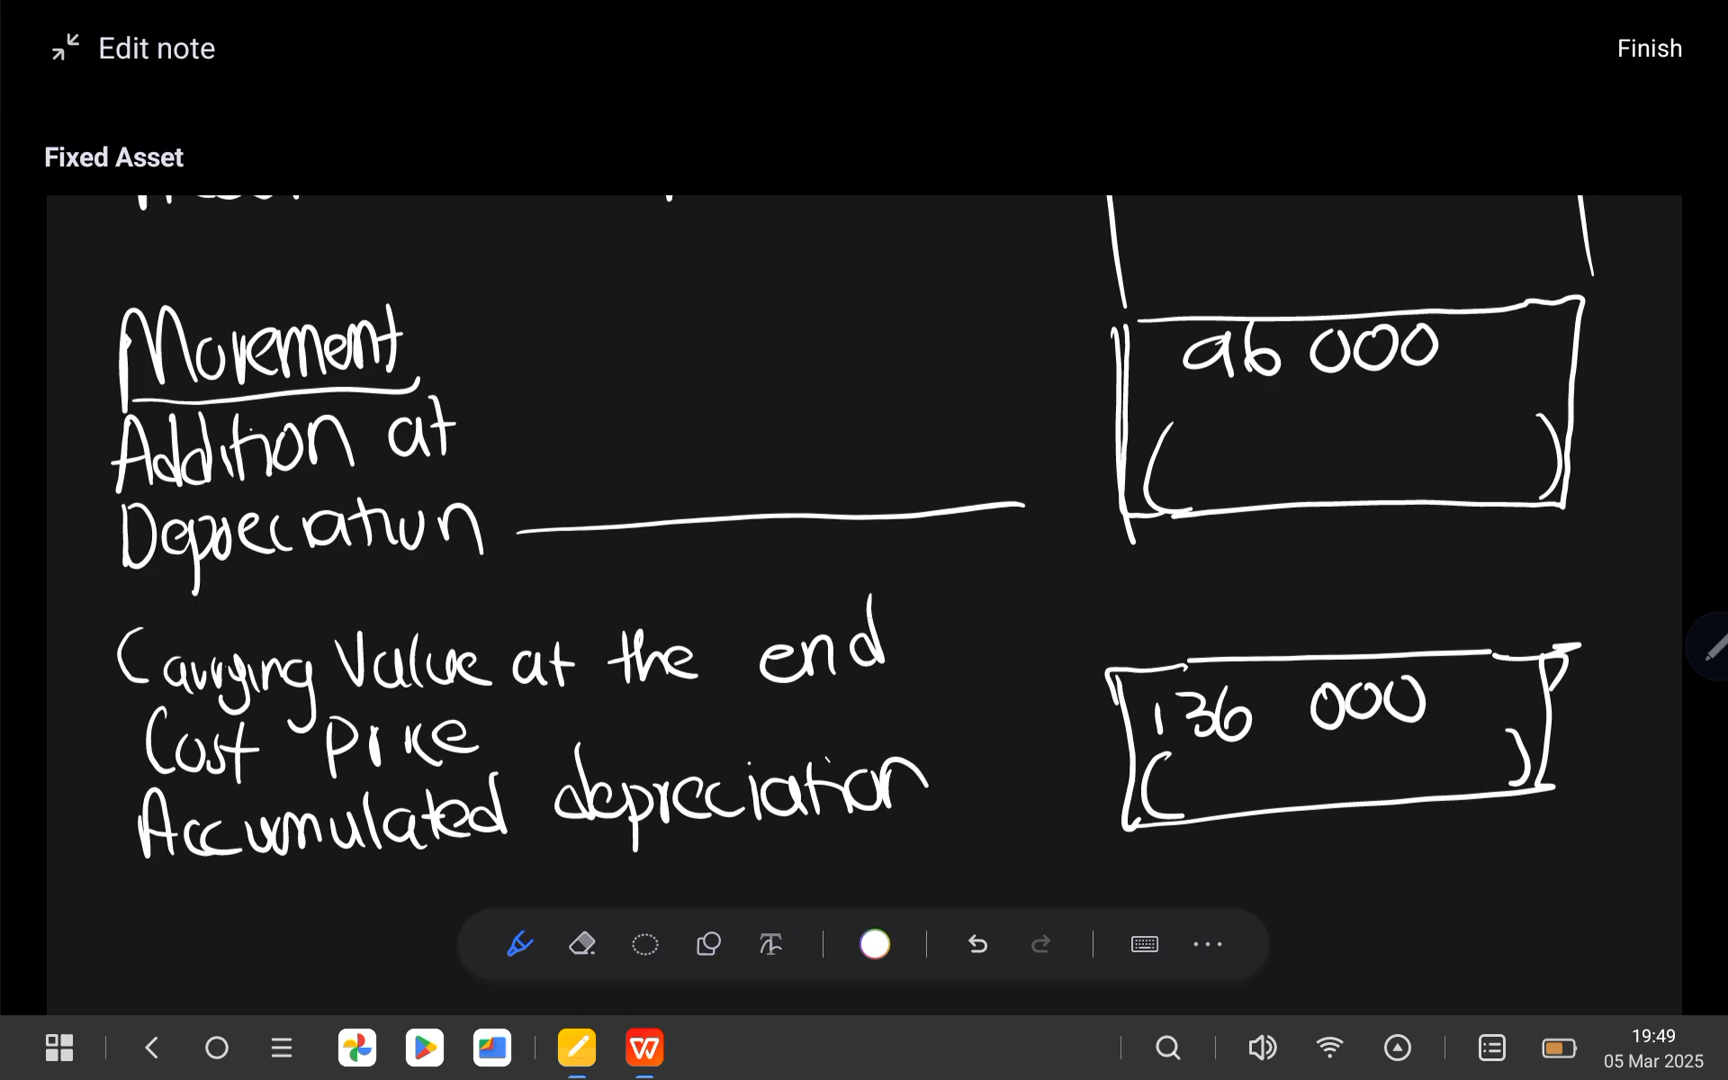 Edit note
Finish
Fixed Asset
Movement
96 000
Addition at
Depreciation
( )
Carrying Value at the end
Cost price
136 000
Accumulated depreciation
( )
19:49
05 Mar 2025